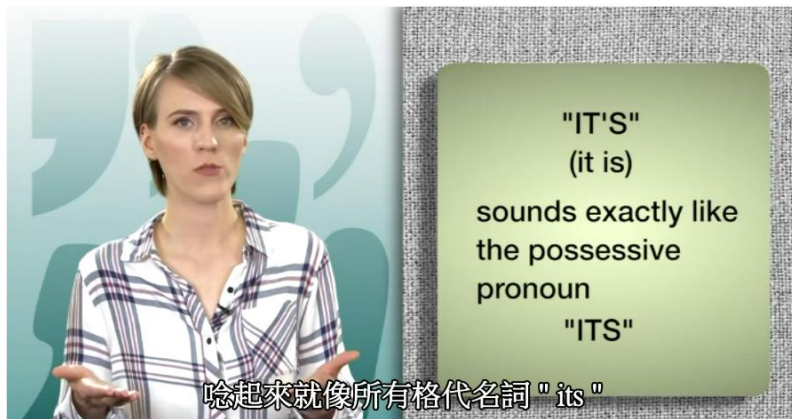 "IT'S"
(it is)
sounds exactly like
the possessive
pronoun
"ITS"
唸起來就像所有格代名詞 " its "